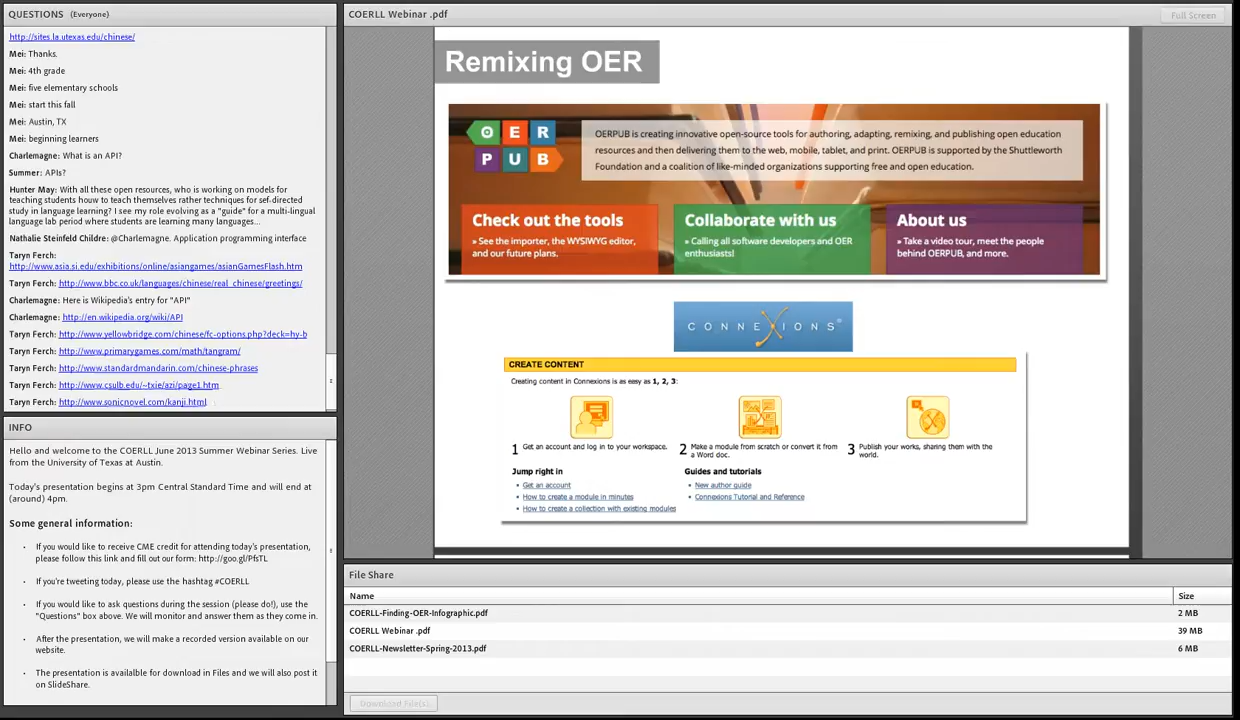 QUESTIONS (Everyone)
http://sites.la.utexas.edu/chinese/
Mei: Thanks.
Mei: 4th grade
Mei: five elementary schools
Mei: start this fall
Mei: Austin, TX
Mei: beginning learners
Charlemagne: What is an API?
Summer: APIs?
Hunter May: With all these open resources, who is working on models for
teaching students houw to teach themselves rather techniques for sef-directed
study in language learning? I see my role evolving as a "guide" for a multi-lingual
language lab period where students are learning many languages...
Nathalie Steinfeld Childre: @Charlemagne. Application programming interface
Taryn Ferch:
http://www.asia.si.edu/exhibitions/online/asiangames/asianGamesFlash.htm
Taryn Ferch: http://www.bbc.co.uk/languages/chinese/real_chinese/greetings/
Charlemagne: Here is Wikipedia's entry for "API"
Charlemagne: http://en.wikipedia.org/wiki/API
Taryn Ferch: http://www.yellowbridge.com/chinese/fc-options.php?deck=hy-b
Taryn Ferch: http://www.primarygames.com/math/tangram/
Taryn Ferch: http://www.standardmandarin.com/chinese-phrases
Taryn Ferch: http://www.csulb.edu/~txie/azi/page1.htm
Taryn Ferch: http://www.sonicnovel.com/kanji.html
INFO
Hello and welcome to the COERLL June 2013 Summer Webinar Series. Live
from the University of Texas at Austin.
Today's presentation begins at 3pm Central Standard Time and will end at
(around) 4pm.
Some general information:
• If you would like to receive CME credit for attending today's presentation,
please follow this link and fill out our form: http://goo.gl/PfsTL
• If you're tweeting today, please use the hashtag #COERLL
• If you would like to ask questions during the session (please do!), use the
"Questions" box above. We will monitor and answer them as they come in.
• After the presentation, we will make a recorded version available on our
website.
• The presentation is available for download in Files and we will also post it
on SlideShare.
COERLL Webinar .pdf
Full Screen
Remixing OER
OER
PUB
OERPUB is creating innovative open-source tools for authoring, adapting, remixing, and publishing open education
resources and then delivering them to the web, mobile, tablet, and print. OERPUB is supported by the Shuttleworth
Foundation and a coalition of like-minded organizations supporting free and open education.
Check out the tools
» See the importer, the WYSIWYG editor,
and our future plans.
Collaborate with us
» Calling all software developers and OER
enthusiasts!
About us
» Take a video tour, meet the people
behind OERPUB, and more.
CONNEXIONS®
CREATE CONTENT
Creating content in Connexions is as easy as 1, 2, 3:
1 Get an account and log in to your workspace.
2 Make a module from scratch or convert it from
a Word doc.
3 Publish your works, sharing them with the
world.
Jump right in
• Get an account
• How to create a module in minutes
• How to create a collection with existing modules
Guides and tutorials
• New author guide
• Connexions Tutorial and Reference
File Share
Name Size
COERLL-Finding-OER-Infographic.pdf 2 MB
COERLL Webinar .pdf 39 MB
COERLL-Newsletter-Spring-2013.pdf 6 MB
Download File(s)